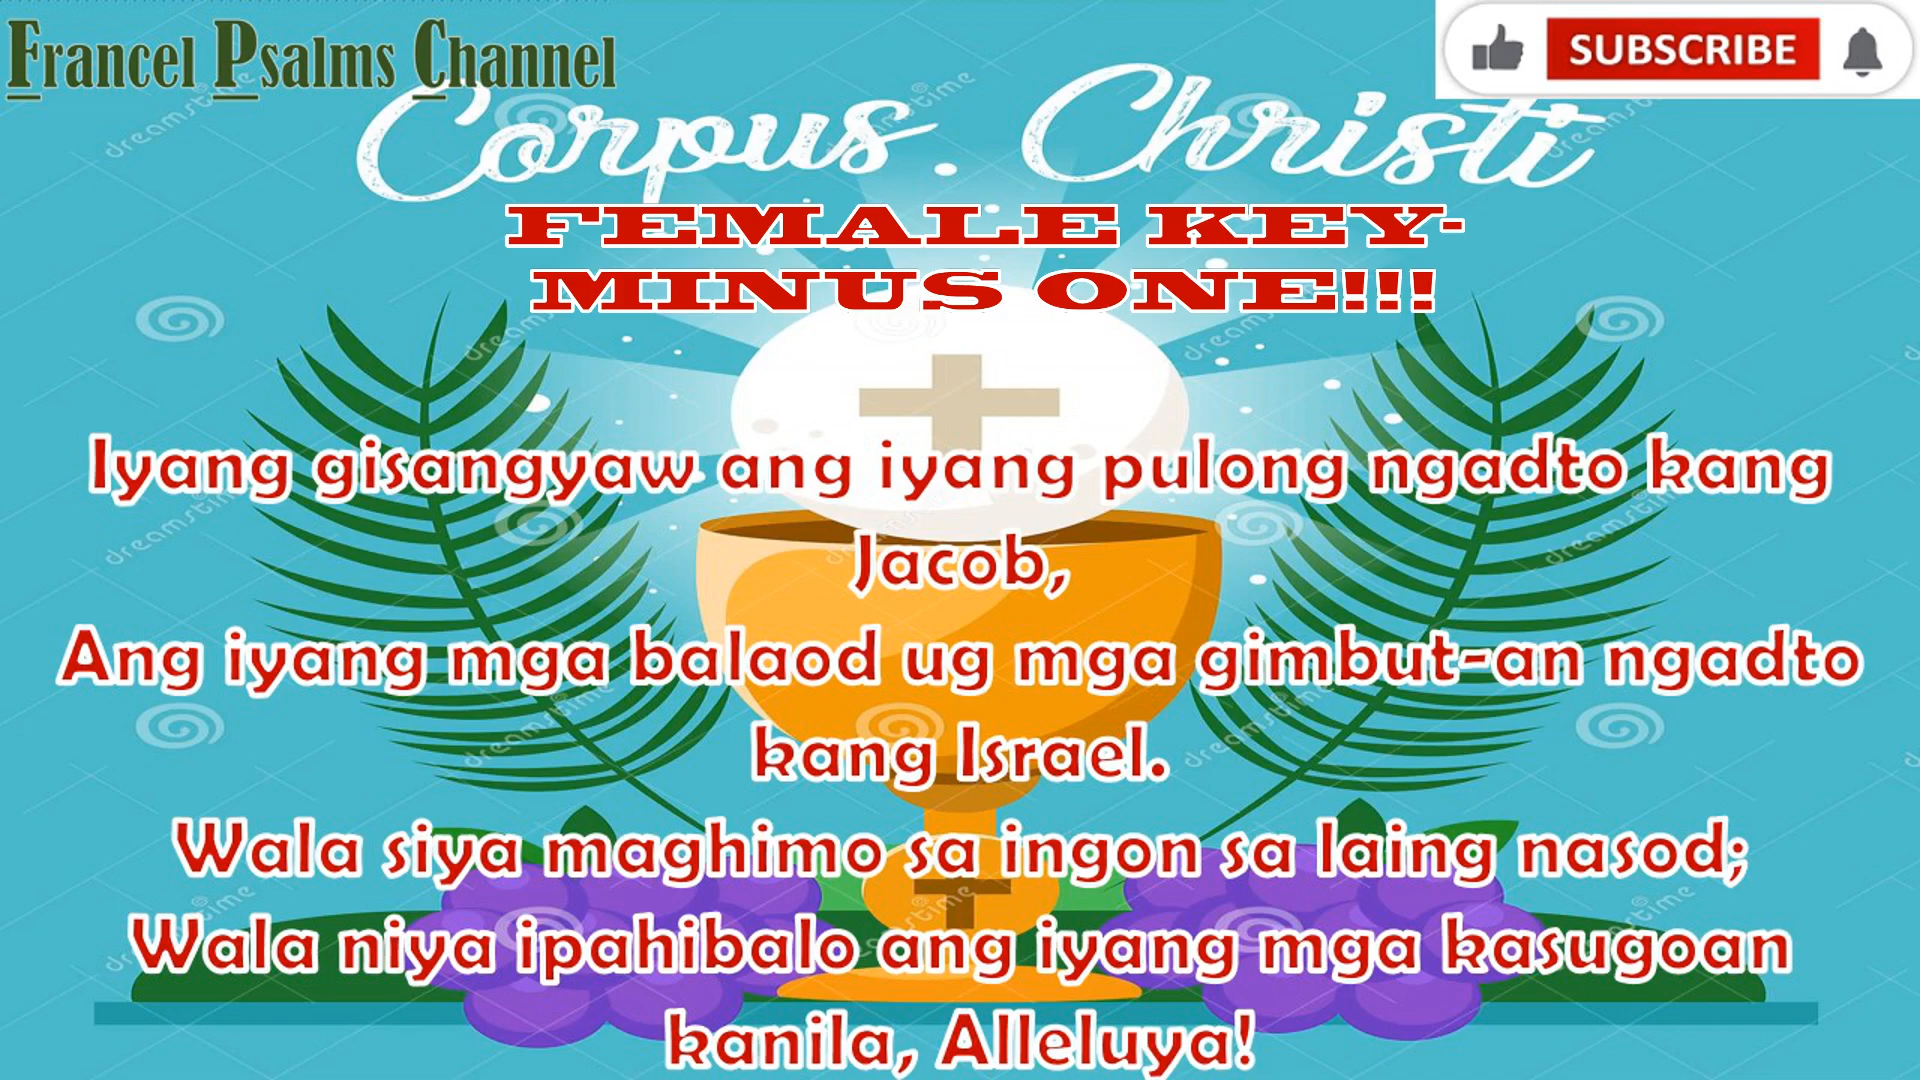 Francel Psalms Channel
SUBSCRIBE
Corpus . Christi
FEMALE KEY-
MINUS ONE!!!
Iyang gisangyaw ang iyang pulong ngadto kang
Jacob,
Ang iyang mga balaod ug mga gimbut-an ngadto
kang Israel.
Wala siya maghimo sa ingon sa laing nasod;
Wala niya ipahibalo ang iyang mga kasugoan
kanila, Alleluya!
dreamstime